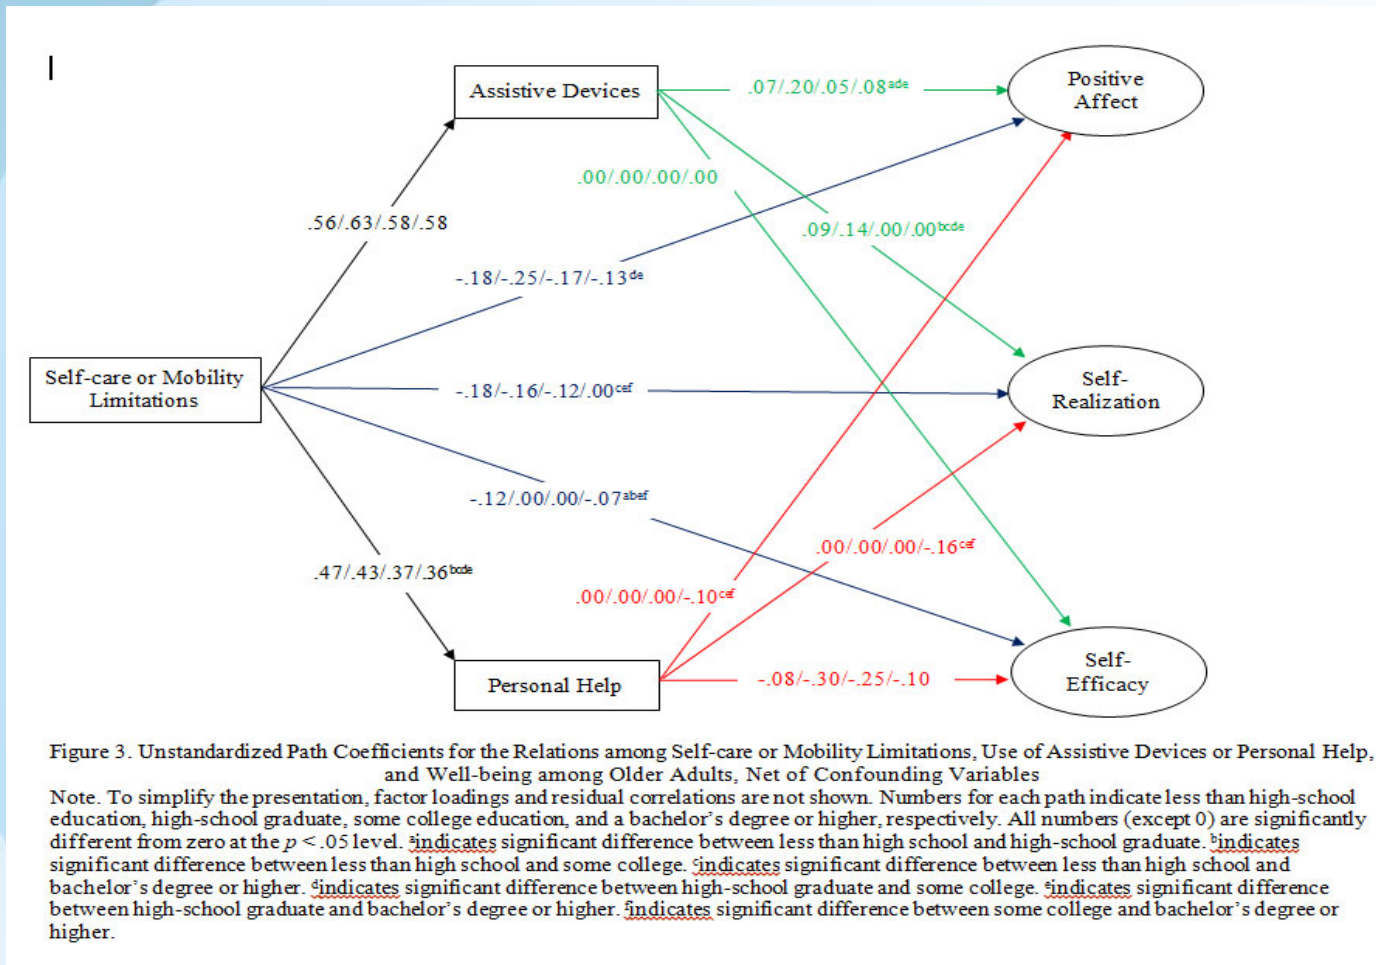 Assistive Devices
.07/.20/.05/.08ade
Positive
Affect
.00/.00/.00/.00
.09/.14/.00/.00bcde
.56/.63/.58/.58
-.18/-.25/-.17/-.13de
Self-care or Mobility
Limitations
-.18/-.16/-.12/.00cef
Self-
Realization
-.12/.00/.00/-.07abef
.00/.00/.00/-.16cef
.47/.43/.37/.36bcde
.00/.00/.00/-.10cef
Personal Help
-.08/-.30/-.25/-.10
Self-
Efficacy
Figure 3. Unstandardized Path Coefficients for the Relations among Self-care or Mobility Limitations, Use of Assistive Devices or Personal Help,
and Well-being among Older Adults, Net of Confounding Variables
Note. To simplify the presentation, factor loadings and residual correlations are not shown. Numbers for each path indicate less than high-school
education, high-school graduate, some college education, and a bachelor's degree or higher, respectively. All numbers (except 0) are significantly
different from zero at the p < .05 level. aindicates significant difference between less than high school and high-school graduate. bindicates
significant difference between less than high school and some college. cindicates significant difference between less than high school and
bachelor's degree or higher. dindicates significant difference between high-school graduate and some college. eindicates significant difference
between high-school graduate and bachelor's degree or higher. findicates significant difference between some college and bachelor's degree or
higher.